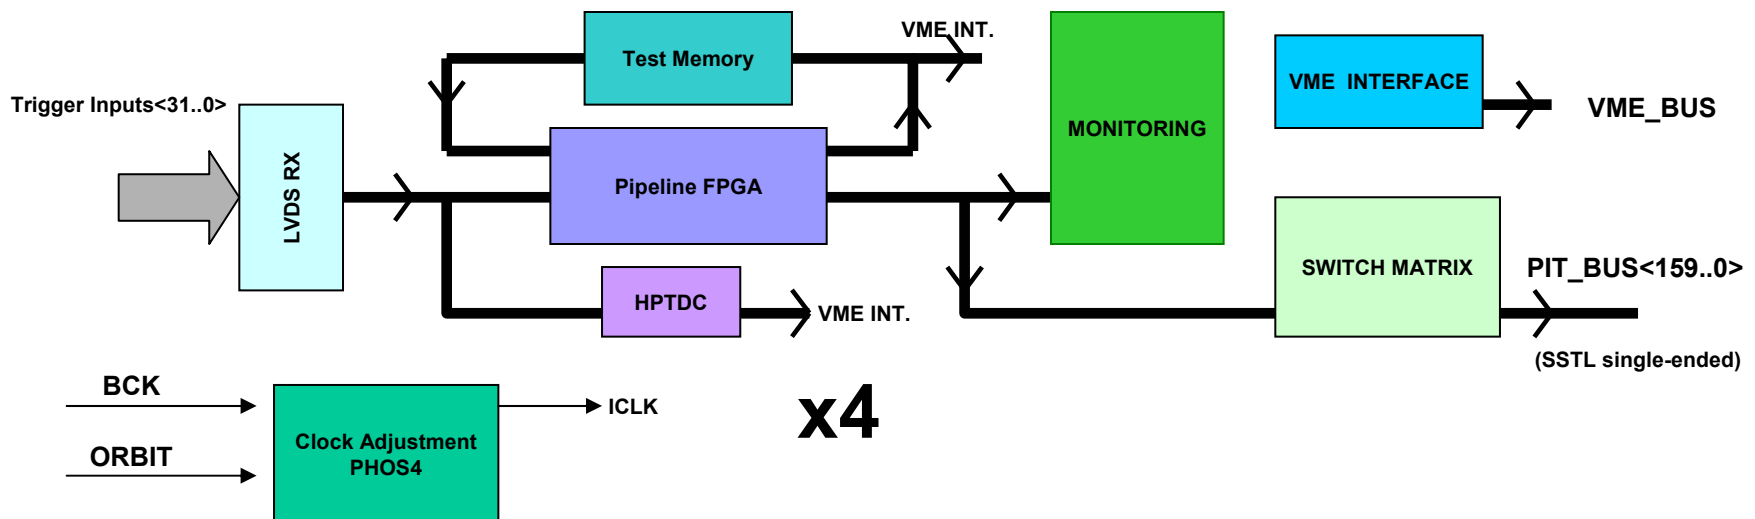 VME INT.
Test Memory
Trigger Inputs<31..0>
VME INTERFACE
VME_BUS
MONITORING
LVDS RX
Pipeline FPGA
SWITCH MATRIX
PIT_BUS<159..0>
HPTDC
VME INT.
(SSTL single-ended)
BCK
ICLK
x4
ORBIT
Clock Adjustment
PHOS4